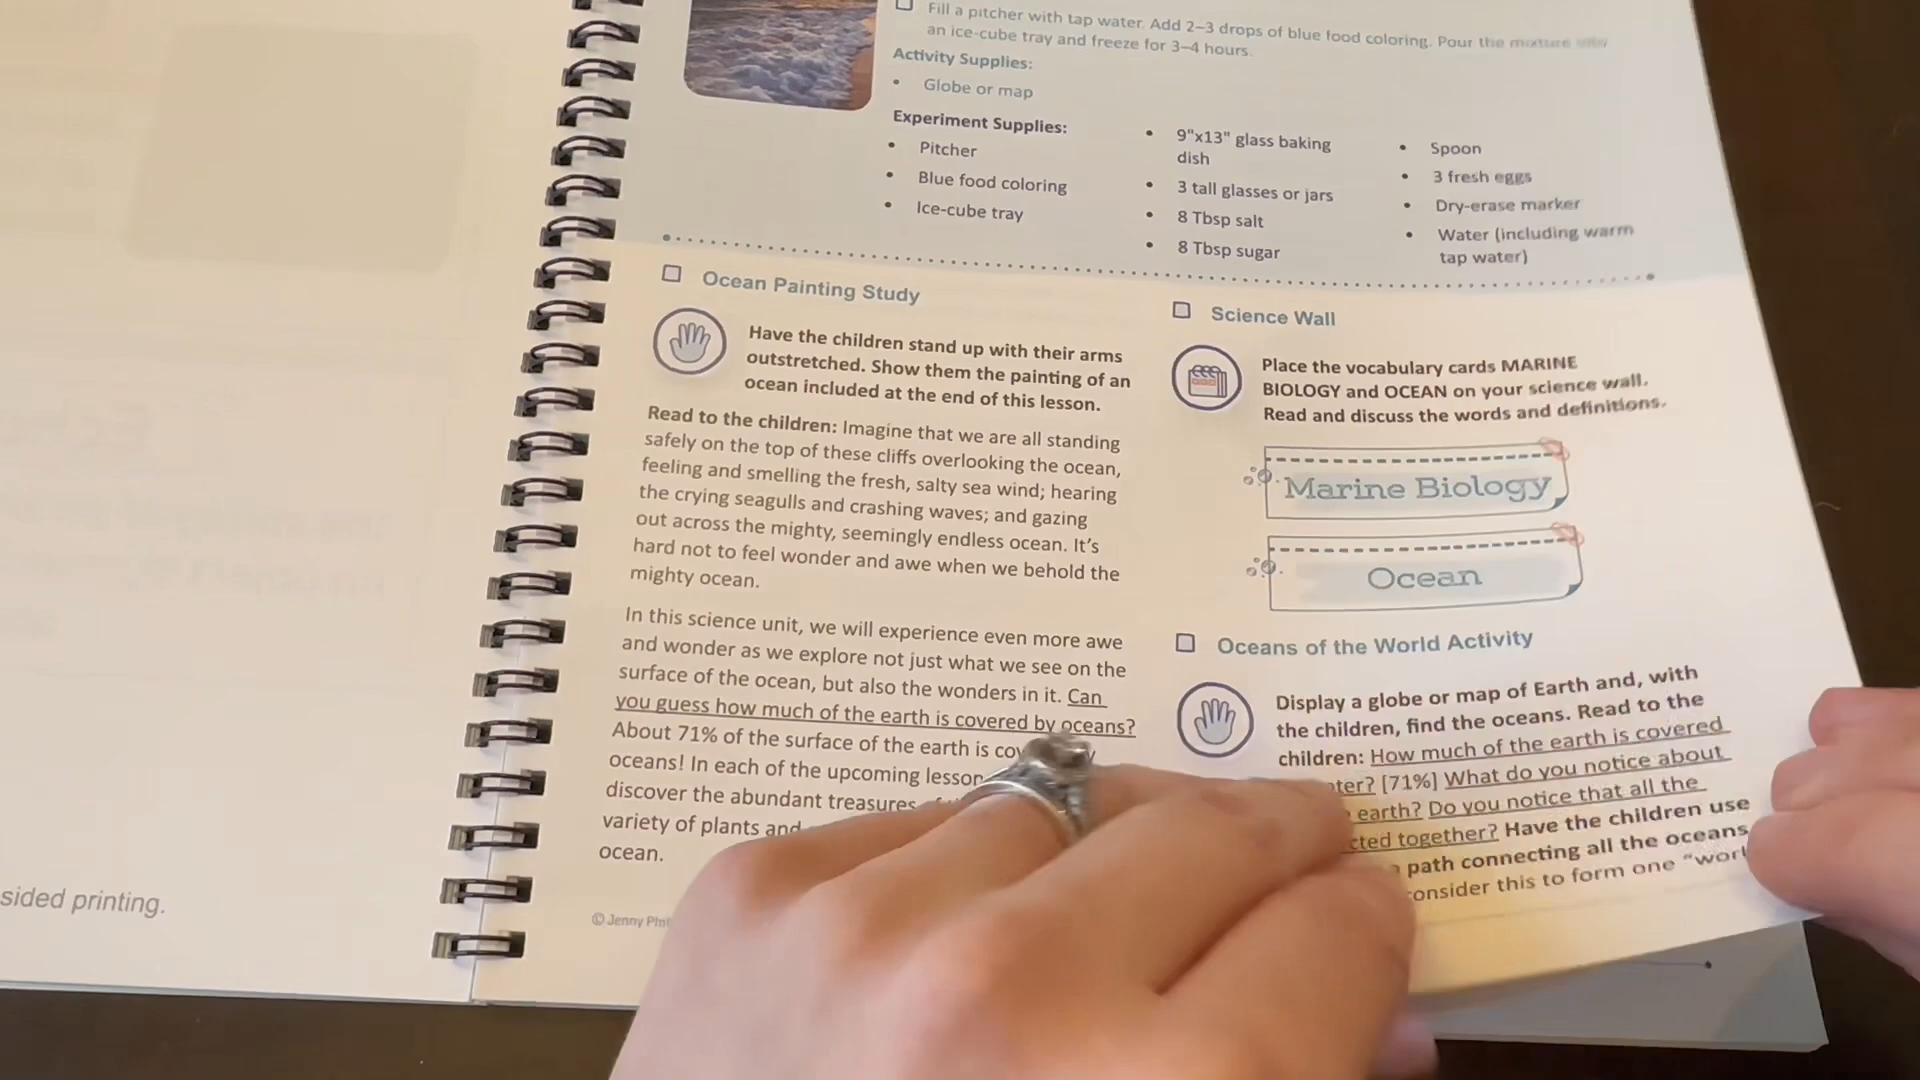 Fill a pitcher with tap water. Add 2–3 drops of blue food coloring. Pour the mixture into
an ice-cube tray and freeze for 3–4 hours.
Activity Supplies:
• Globe or map
Experiment Supplies:
• Pitcher
• Blue food coloring
• Ice-cube tray
• 9"x13" glass baking
dish
• 3 tall glasses or jars
• 8 Tbsp salt
• 8 Tbsp sugar
• Spoon
• 3 fresh eggs
• Dry-erase marker
• Water (including warm
tap water)
Ocean Painting Study
Have the children stand up with their arms
outstretched. Show them the painting of an
ocean included at the end of this lesson.
Read to the children: Imagine that we are all standing
safely on the top of these cliffs overlooking the ocean,
feeling and smelling the fresh, salty sea wind; hearing
the crying seagulls and crashing waves; and gazing
out across the mighty, seemingly endless ocean. It's
hard not to feel wonder and awe when we behold the
mighty ocean.
In this science unit, we will experience even more awe
and wonder as we explore not just what we see on the
surface of the ocean, but also the wonders in it. Can
you guess how much of the earth is covered by oceans?
About 71% of the surface of the earth is
oceans! In each of the upcoming
discover the abundant treasures
variety of plants and
ocean.
© Jenny
Science Wall
Place the vocabulary cards MARINE
BIOLOGY and OCEAN on your science wall.
Read and discuss the words and definitions.
Marine Biology
Ocean
Oceans of the World Activity
Display a globe or map of Earth and, with
the children, find the oceans. Read to the
children: How much of the earth is covered
[71%] What do you notice about
earth? Do you notice that all the
together? Have the children use
path connecting all the oceans
this to form one
sided printing.